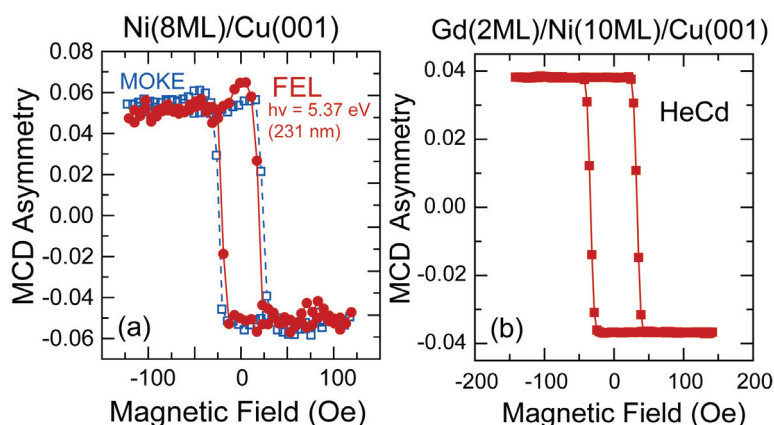 Ni(8ML)/Cu(001)
MCD Asymmetry
0.08
0.06
0.04
0.02
0.00
-0.02
-0.04
-0.06
MOKE
FEL
hν = 5.37 eV
(231 nm)
(a)
-100
0
100
Magnetic Field (Oe)
Gd(2ML)/Ni(10ML)/Cu(001)
MCD Asymmetry
0.04
0.02
0.00
-0.02
-0.04
HeCd
(b)
-200
-100
0
100
200
Magnetic Field (Oe)